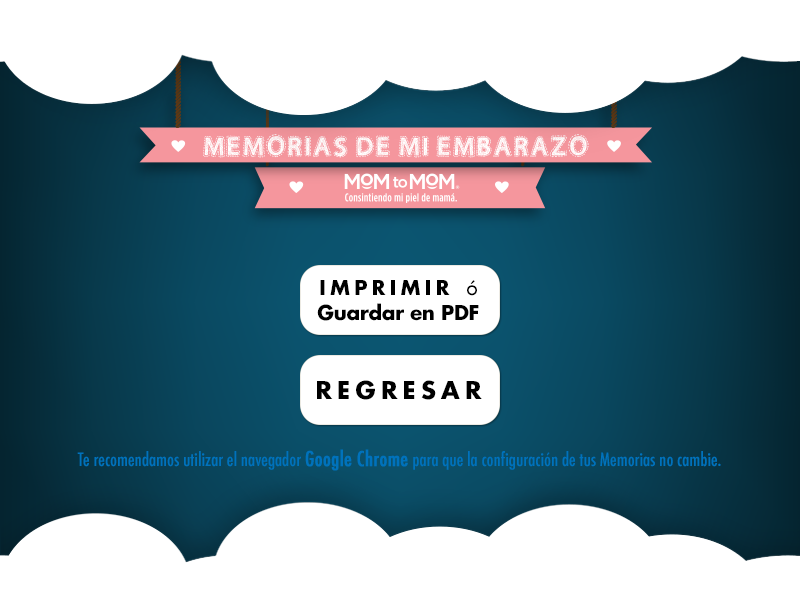 MEMORIAS DE MI EMBARAZO
MOM to MOM®
Consintiendo mi piel de mamá.
IMPRIMIR ó
Guardar en PDF
REGRESAR
Te recomendamos utilizar el navegador Google Chrome para que la configuración de tus Memorias no cambie.